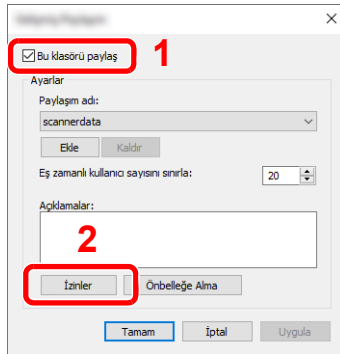 Bu klasörü paylaş
1
Ayarlar
Paylaşım adı:
scannerdata
Ekle Kaldır
Eş zamanlı kullanıcı sayısını sınırla: 20
Açıklamalar:
2
İzinler Önbelleğe Alma
Tamam İptal Uygula